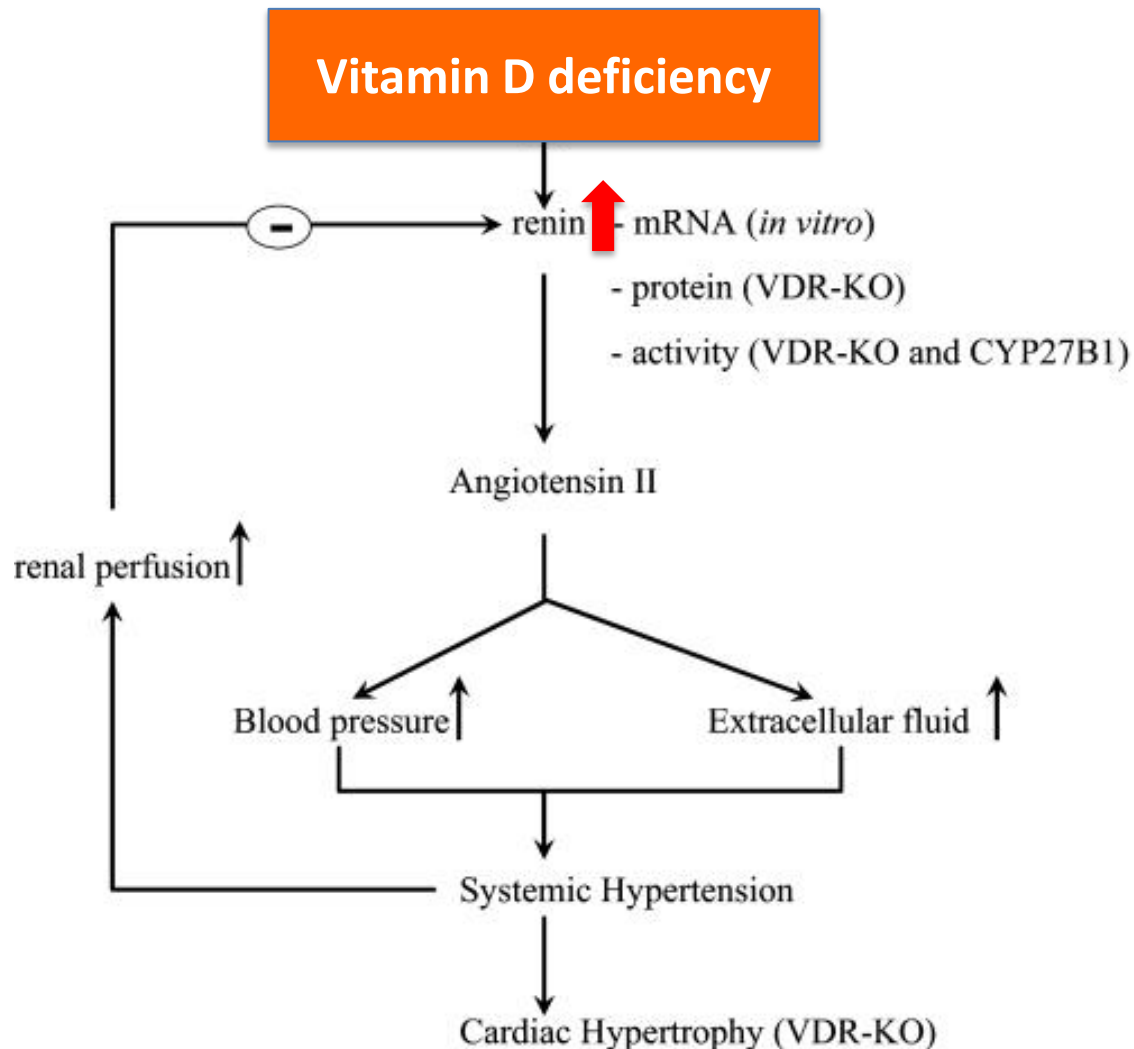 Vitamin D deficiency
- renin - mRNA (in vitro)
- protein (VDR-KO)
- activity (VDR-KO and CYP27B1)
Angiotensin II
renal perfusion
Blood pressure
Extracellular fluid
Systemic Hypertension
Cardiac Hypertrophy (VDR-KO)